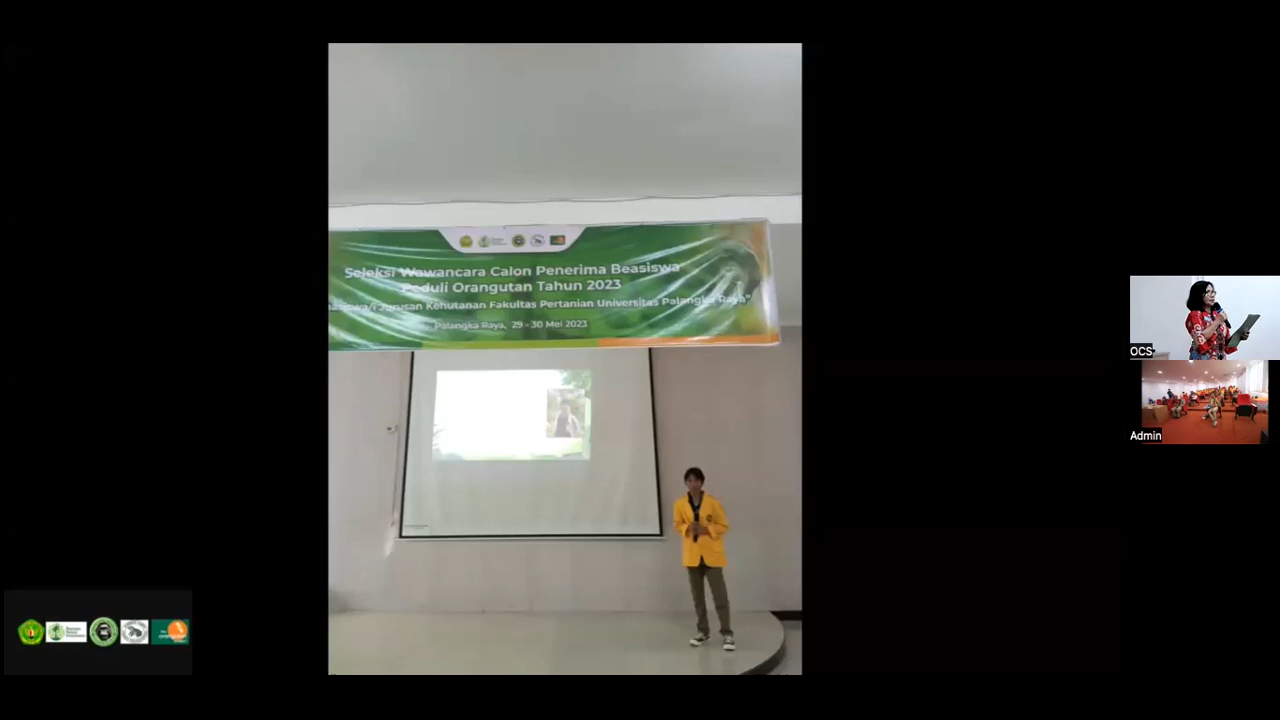 Seleksi Wawancara Calon Penerima Beasiswa
Peduli Orangutan Tahun 2023
Jurusan Kehutanan Fakultas Pertanian Universitas Palangka Raya"
Palangka Raya, 29 - 30 Mei 2023
OCS
Admin
orangutan